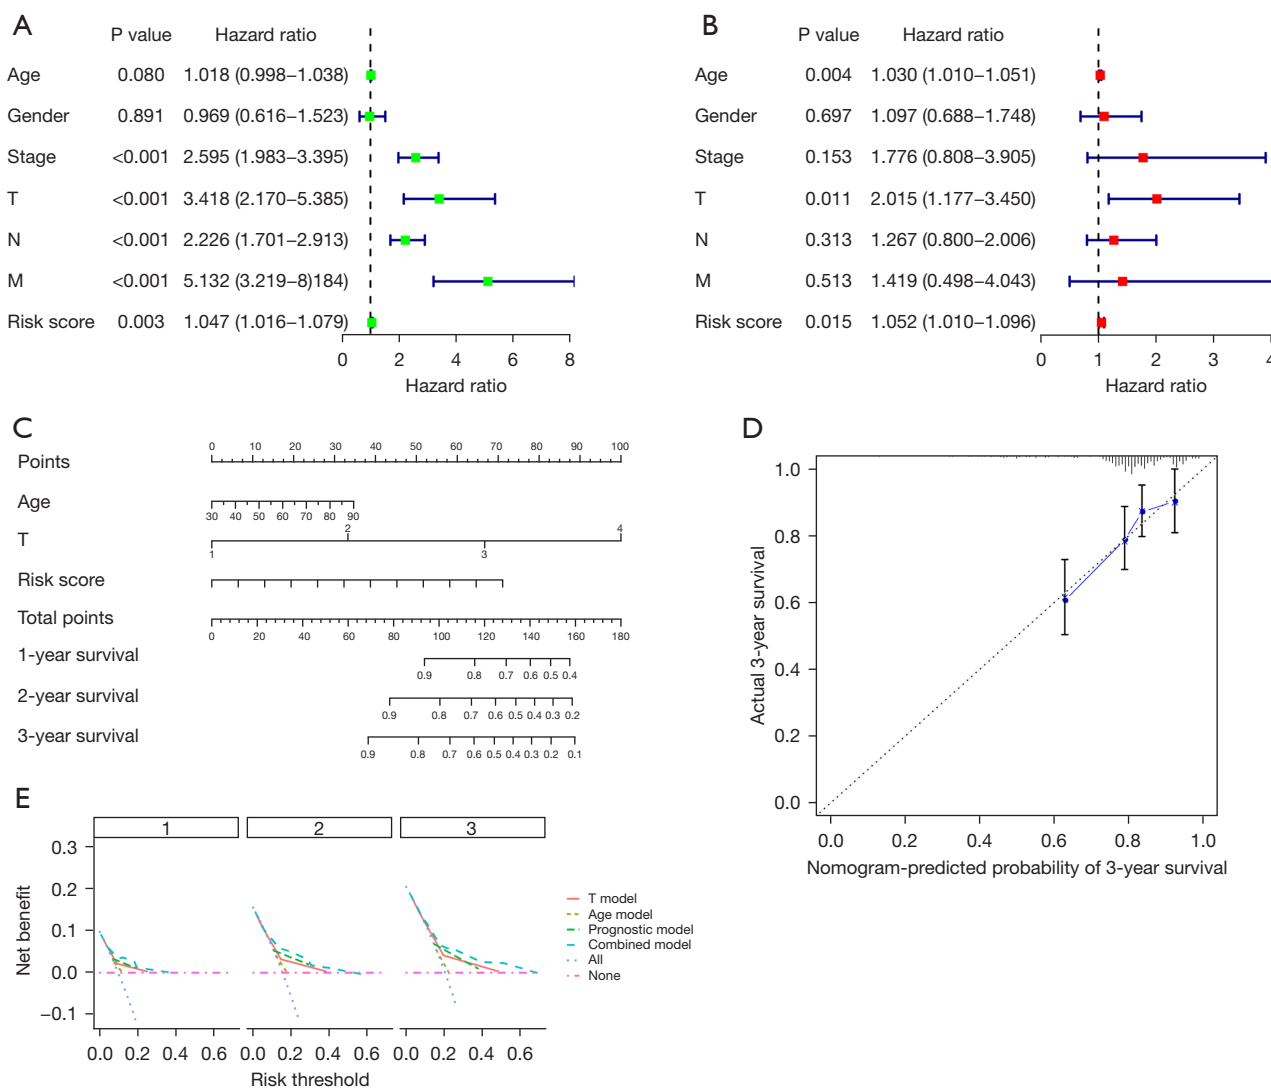 A
P value Hazard ratio
Age 0.080 1.018 (0.998−1.038)
Gender 0.891 0.969 (0.616−1.523)
Stage <0.001 2.595 (1.983−3.395)
T <0.001 3.418 (2.170−5.385)
N <0.001 2.226 (1.701−2.913)
M <0.001 5.132 (3.219−8)184)
Risk score 0.003 1.047 (1.016−1.079)
0 2 4 6 8
Hazard ratio
B
P value Hazard ratio
Age 0.004 1.030 (1.010−1.051)
Gender 0.697 1.097 (0.688−1.748)
Stage 0.153 1.776 (0.808−3.905)
T 0.011 2.015 (1.177−3.450)
N 0.313 1.267 (0.800−2.006)
M 0.513 1.419 (0.498−4.043)
Risk score 0.015 1.052 (1.010−1.096)
0 1 2 3 4
Hazard ratio
C
0 10 20 30 40 50 60 70 80 90 100
Points
Age
30 40 50 60 70 80 90
2 4
T
1 3
Risk score
Total points
0 20 40 60 80 100 120 140 160 180
1-year survival
0.9 0.8 0.7 0.6 0.5 0.4
2-year survival
0.9 0.8 0.7 0.6 0.5 0.4 0.3 0.2
3-year survival
0.9 0.8 0.7 0.6 0.5 0.4 0.3 0.2 0.1
D
Actual 3-year survival
1.0
0.8
0.6
0.4
0.2
0.0
0.0 0.2 0.4 0.6 0.8 1.0
Nomogram-predicted probability of 3-year survival
E
1 2 3
Net benefit
0.3
0.2
0.1
0.0
−0.1
0.0 0.2 0.4 0.6 0.0 0.2 0.4 0.6 0.0 0.2 0.4 0.6
Risk threshold
T model
Age model
Prognostic model
Combined model
All
None